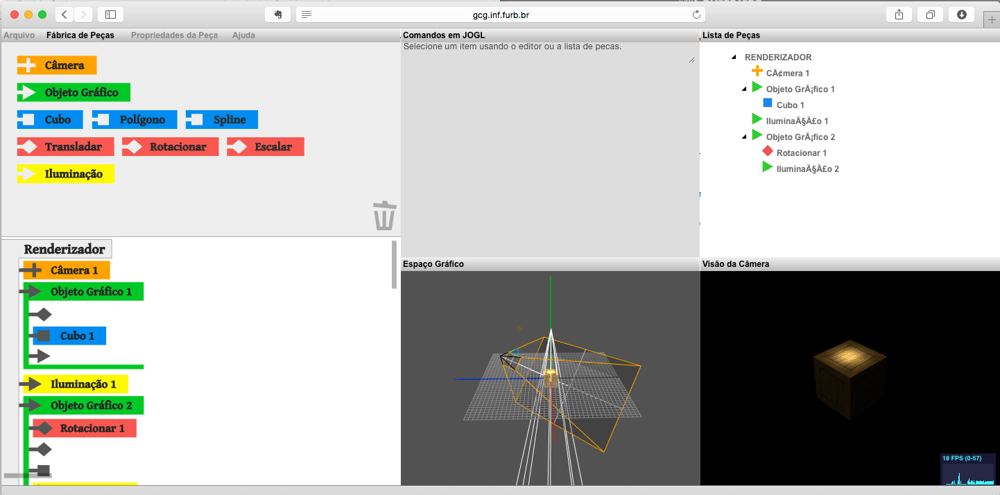 gcg.inf.furb.br
Arquivo Fábrica de Peças Propriedades da Peça Ajuda
Câmera
Objeto Gráfico
Cubo Polígono Spline
Transladar Rotacionar Escalar
Iluminação
Renderizador
Câmera 1
Objeto Gráfico 1
Cubo 1
Iluminação 1
Objeto Gráfico 2
Rotacionar 1
Comandos em JOGL
Selecione um item usando o editor ou a lista de pecas.
Espaço Gráfico
Lista de Peças
RENDERIZADOR
CÃ¢mera 1
Objeto GrÃ¡fico 1
Cubo 1
IluminaÃ§Ã£o 1
Objeto GrÃ¡fico 2
Rotacionar 1
IluminaÃ§Ã£o 2
Visão da Câmera
18 FPS (0-57)